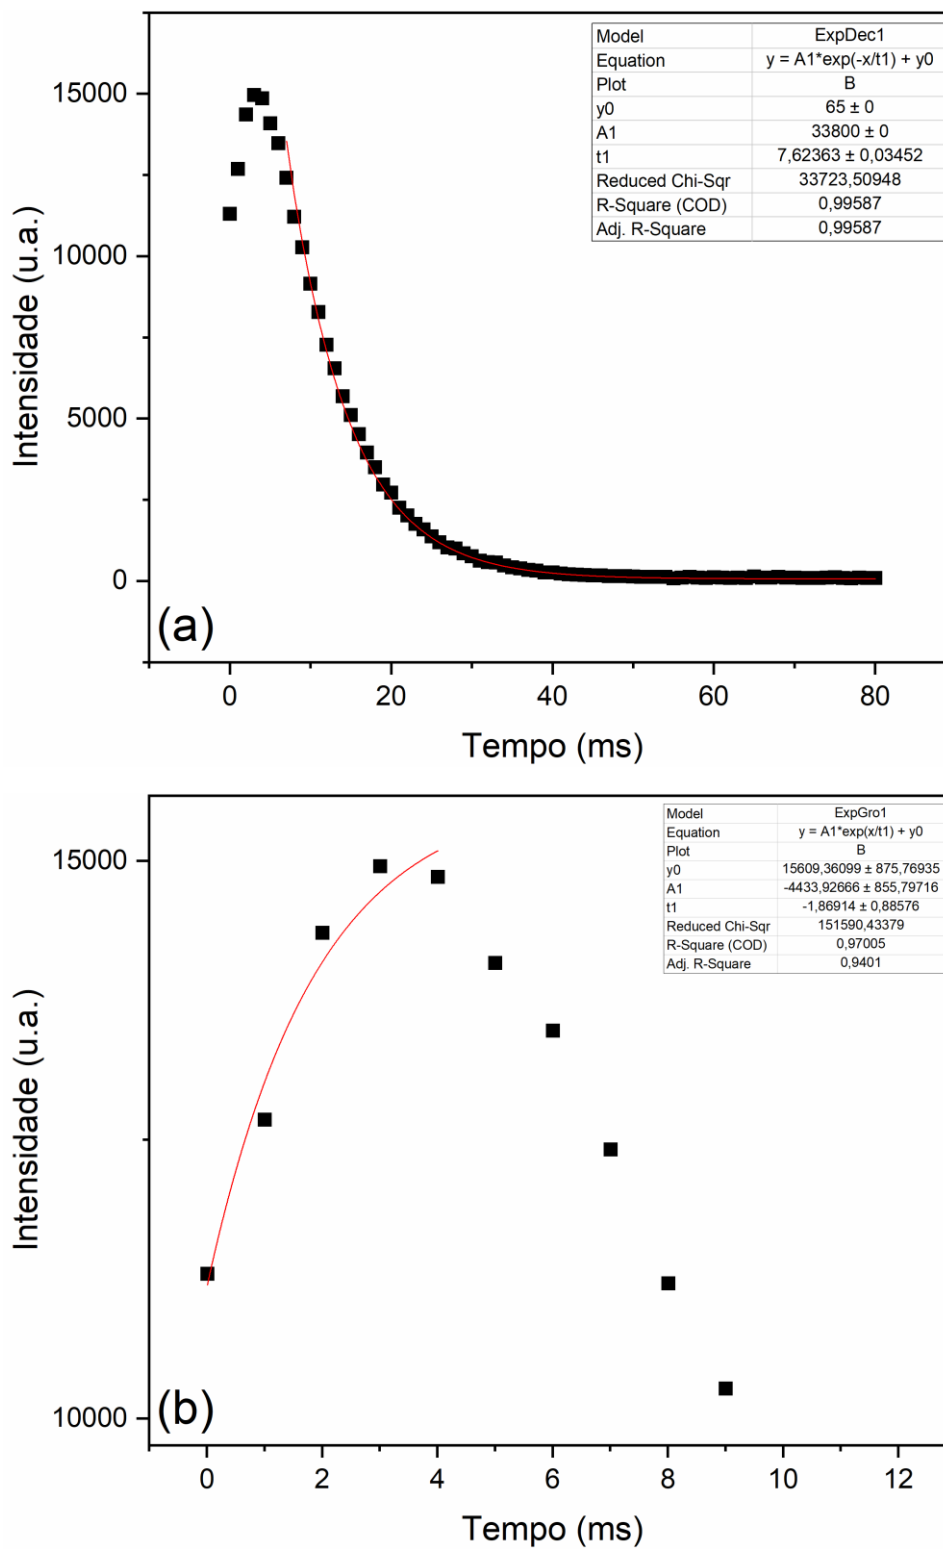 Model ExpDec1
Equation y = A1*exp(-x/t1) + y0
Plot B
y0 65 ± 0
A1 33800 ± 0
t1 7,62363 ± 0,03452
Reduced Chi-Sqr 33723,50948
R-Square (COD) 0,99587
Adj. R-Square 0,99587
15000
10000
5000
0
Intensidade (u.a.)
(a)
0 20 40 60 80
Tempo (ms)
Model ExpGro1
Equation y = A1*exp(x/t1) + y0
Plot B
y0 15609,36099 ± 875,76935
A1 -4433,92666 ± 855,79716
t1 -1,86914 ± 0,88576
Reduced Chi-Sqr 151590,43379
R-Square (COD) 0,97005
Adj. R-Square 0,9401
15000
10000
Intensidade (u.a.)
(b)
0 2 4 6 8 10 12
Tempo (ms)